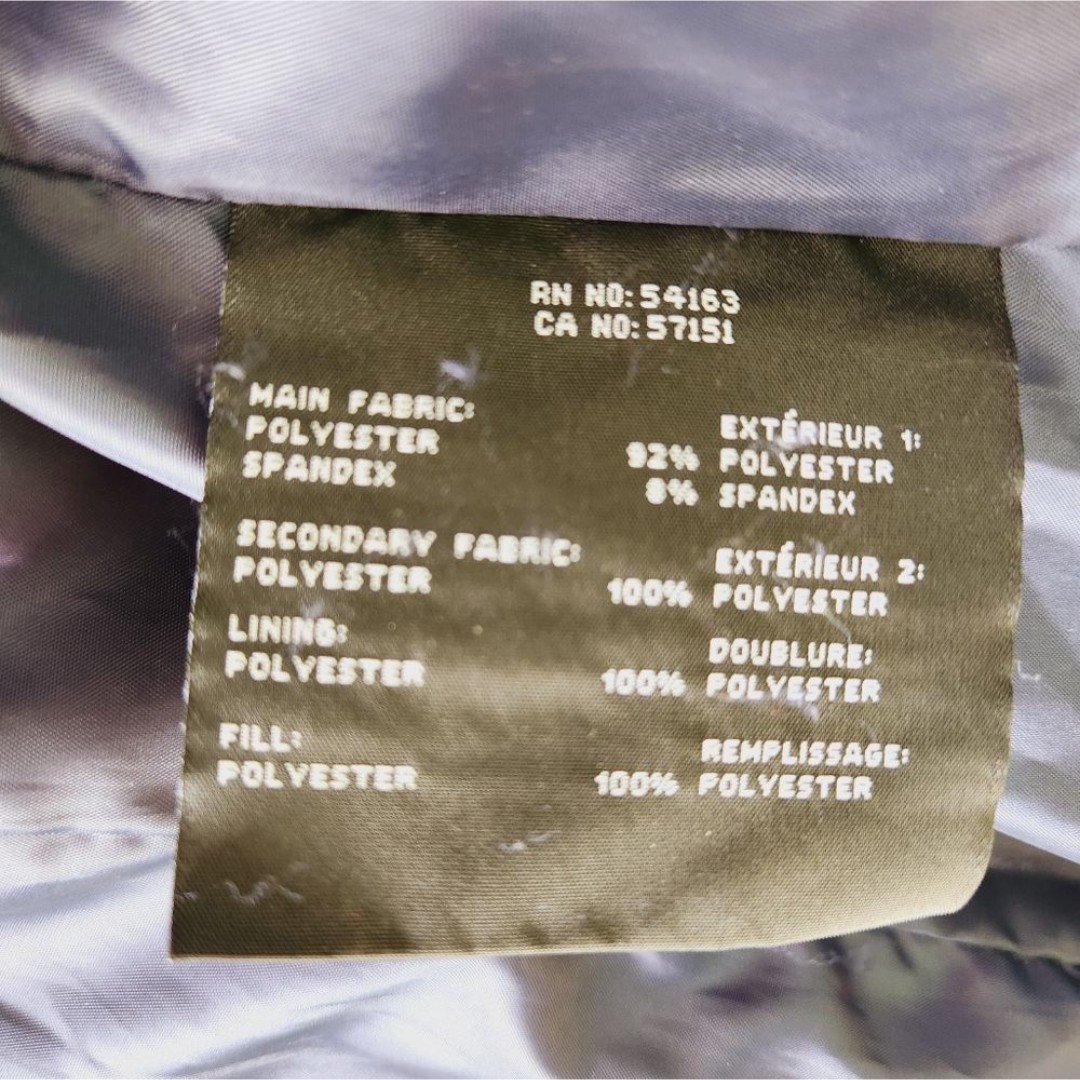 RN NO: 54163
CA NO: 57151
MAIN FABRIC: EXTÉRIEUR 1:
POLYESTER 92% POLYESTER
SPANDEX 8% SPANDEX
SECONDARY FABRIC: EXTÉRIEUR 2:
POLYESTER 100% POLYESTER
LINING: DOUBLURE:
POLYESTER 100% POLYESTER
FILL: REMPLISSAGE:
POLYESTER 100% POLYESTER